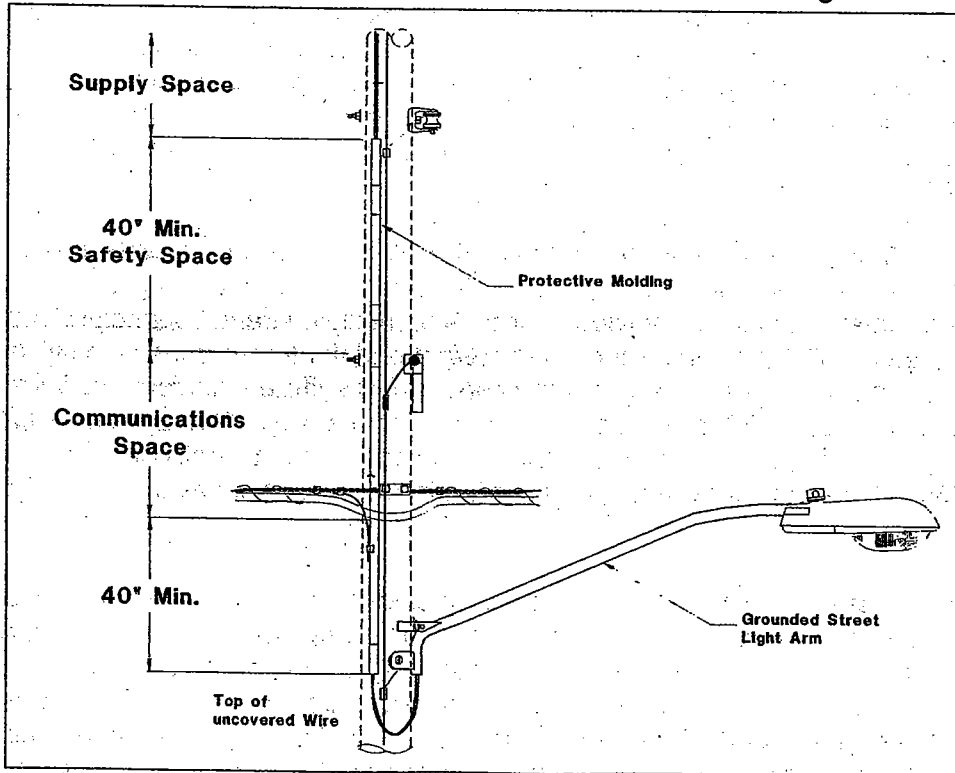 Supply Space
40" Min.
Safety Space
Protective Molding
Communications
Space
40" Min.
Grounded Street
Light Arm
Top of
uncovered Wire